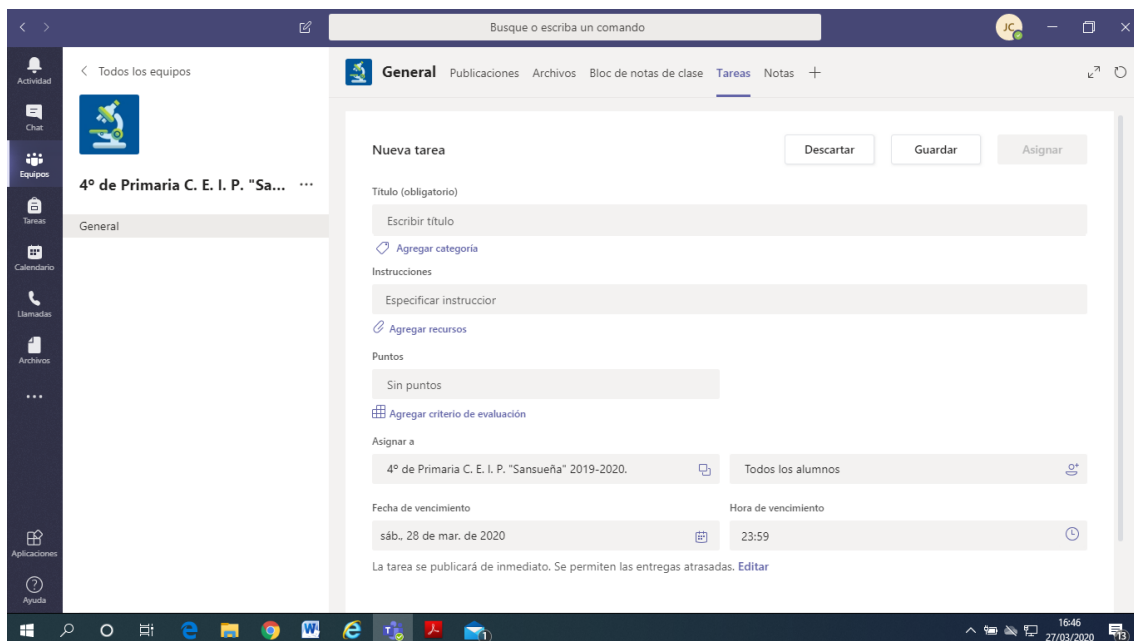 Busque o escriba un comando
JC
Actividad
Chat
Equipos
Tareas
Calendario
Llamadas
Archivos
Aplicaciones
Ayuda
Todos los equipos
4º de Primaria C. E. I. P. "Sa... ...
General
General Publicaciones Archivos Bloc de notas de clase Tareas Notas +
Nueva tarea Descartar Guardar Asignar
Título (obligatorio)
Escribir título
Agregar categoría
Instrucciones
Especificar instruccior
Agregar recursos
Puntos
Sin puntos
Agregar criterio de evaluación
Asignar a
4º de Primaria C. E. I. P. "Sansueña" 2019-2020. Todos los alumnos
Fecha de vencimiento Hora de vencimiento
sáb., 28 de mar. de 2020 23:59
La tarea se publicará de inmediato. Se permiten las entregas atrasadas. Editar
16:46
27/03/2020
13